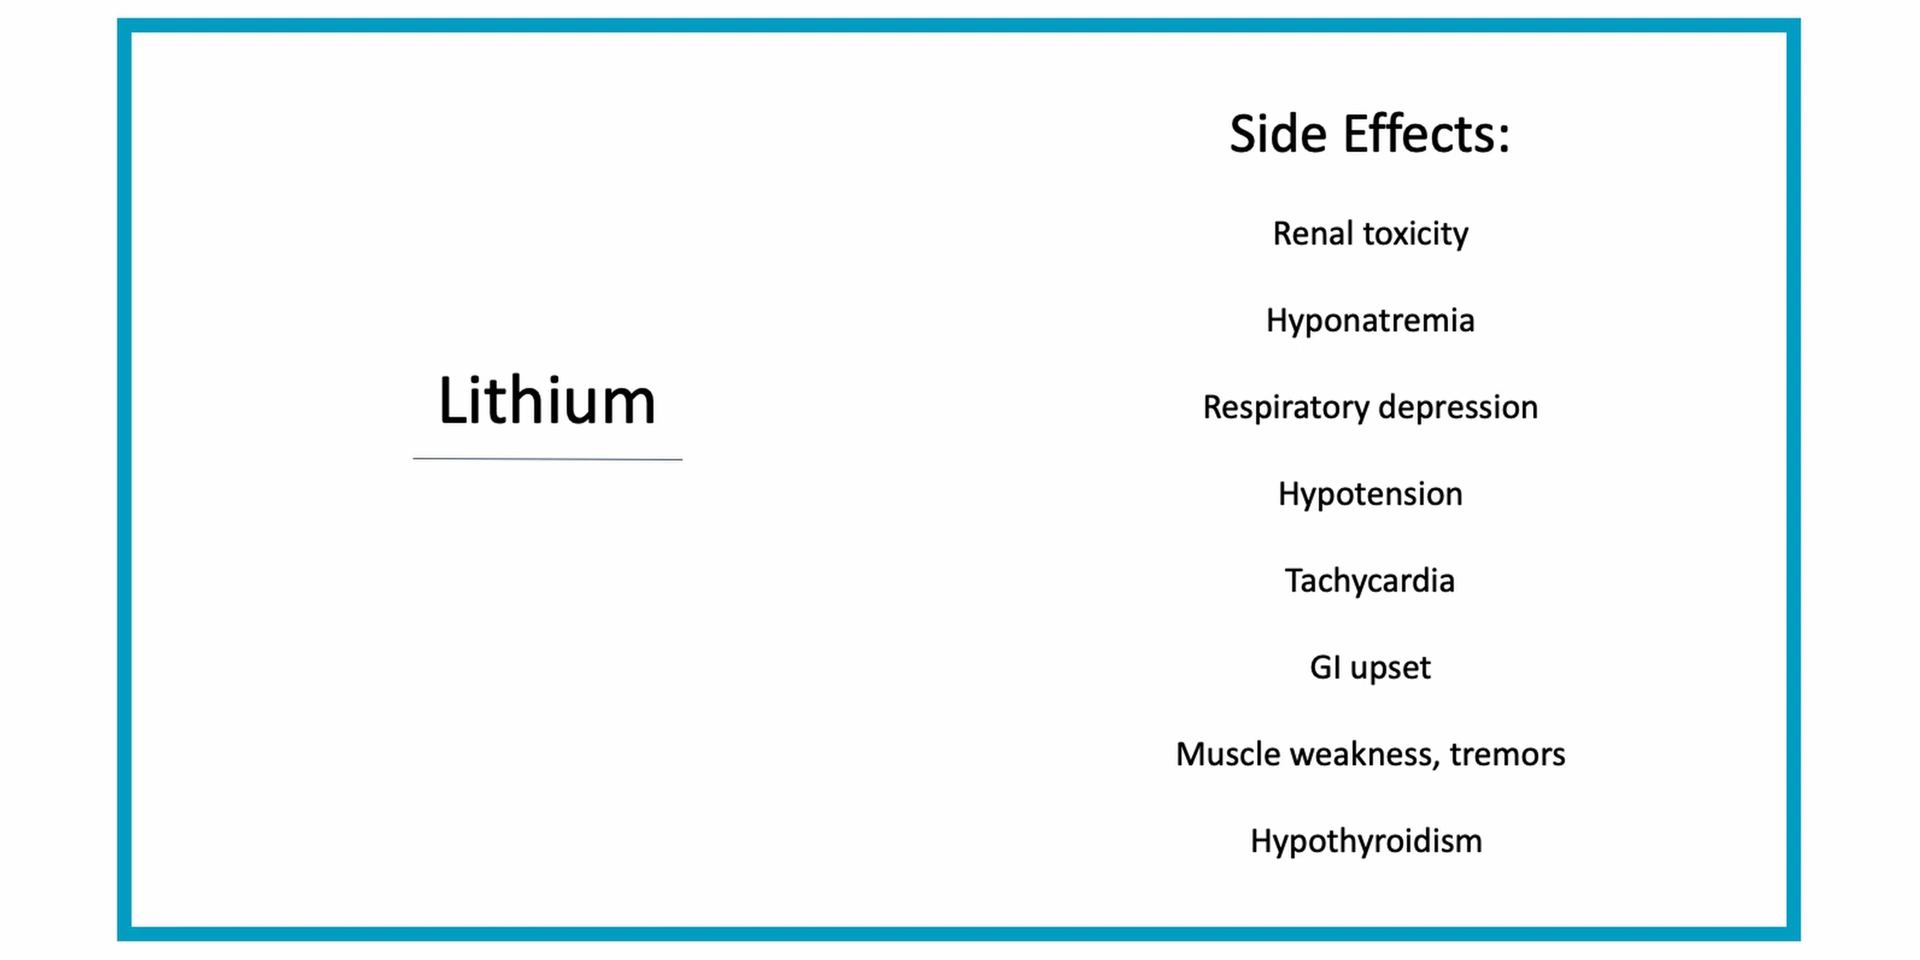 Lithium
Side Effects:
Renal toxicity
Hyponatremia
Respiratory depression
Hypotension
Tachycardia
GI upset
Muscle weakness, tremors
Hypothyroidism